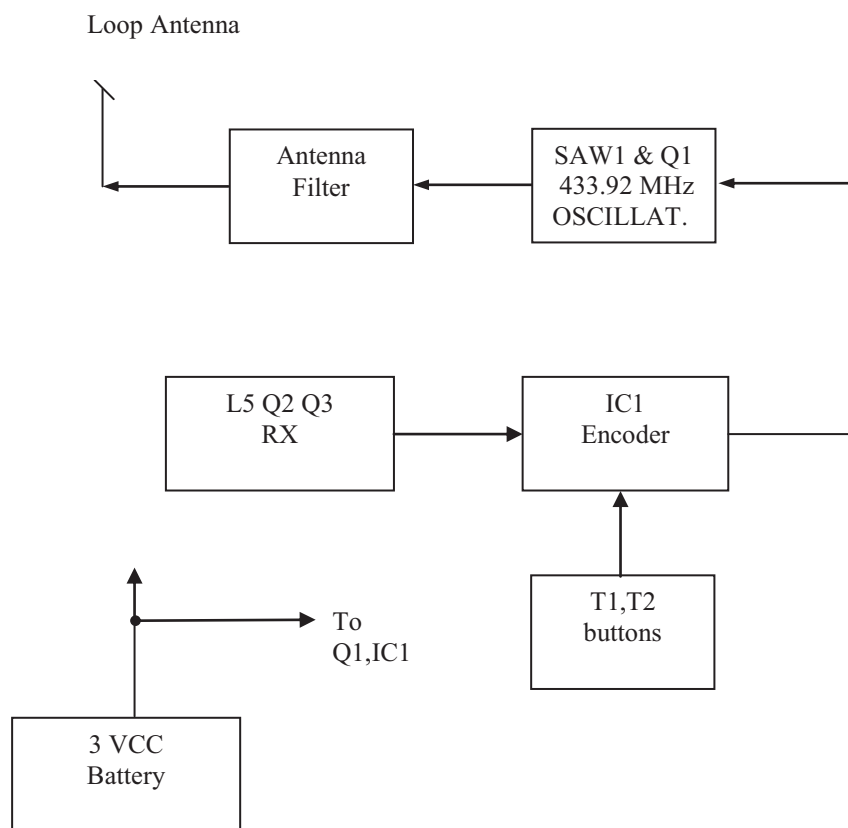 Loop Antenna
Antenna
Filter
SAW1 & Q1
433.92 MHz
OSCILLAT.
L5 Q2 Q3
RX
IC1
Encoder
T1,T2
buttons
To
Q1,IC1
3 VCC
Battery